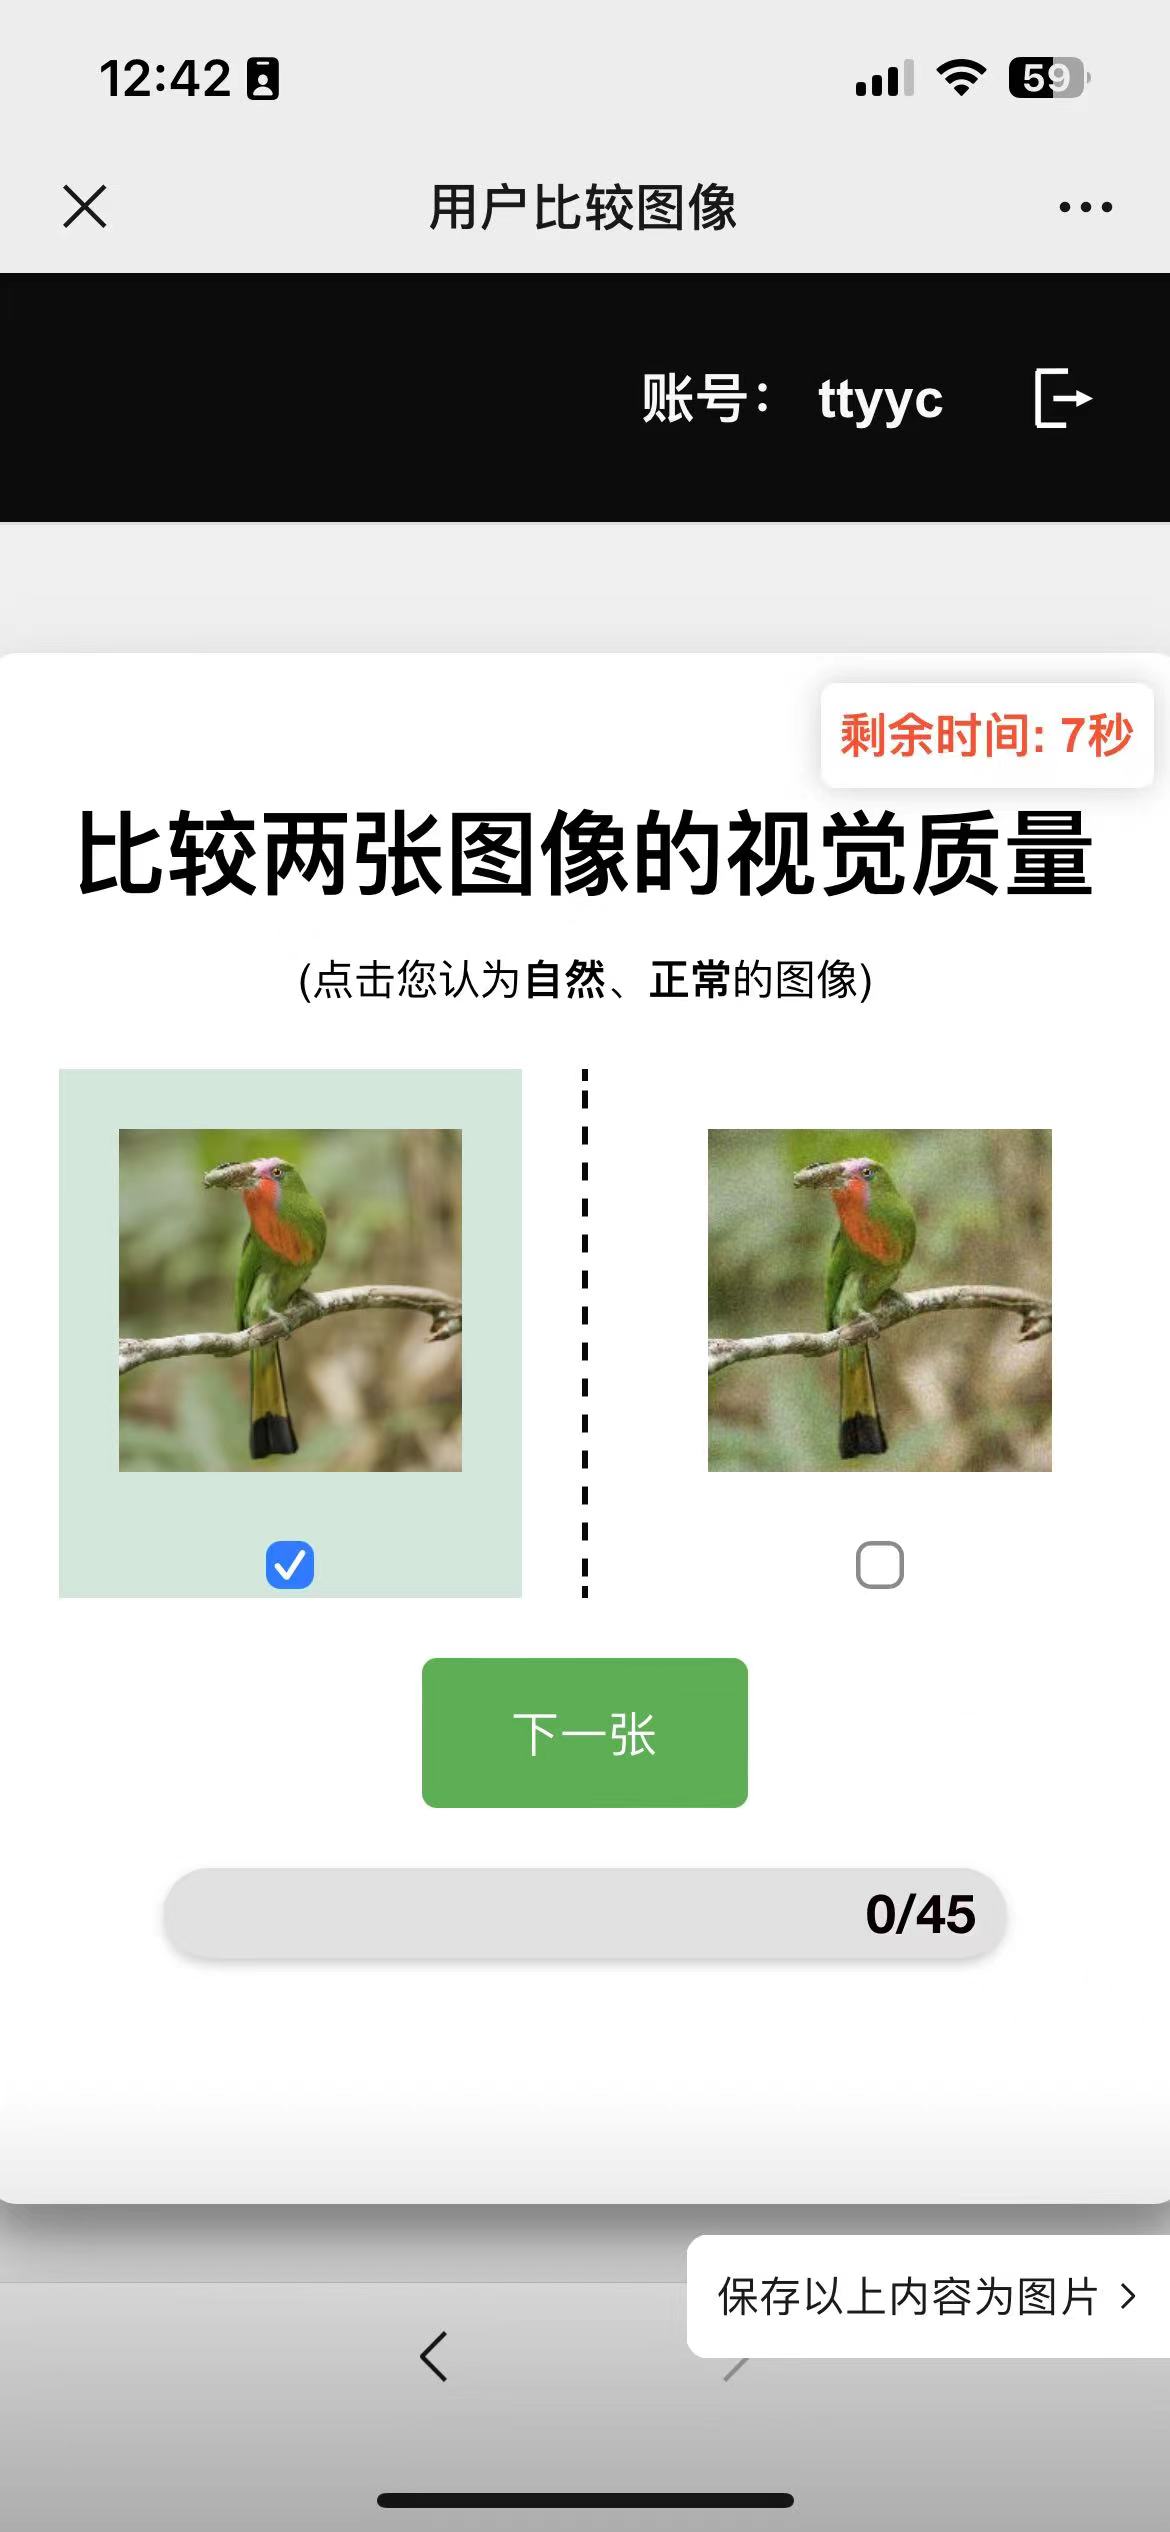 12:42
59
用户比较图像
账号： ttyyc
剩余时间: 7秒
比较两张图像的视觉质量
(点击您认为自然、正常的图像)
下一张
0/45
保存以上内容为图片